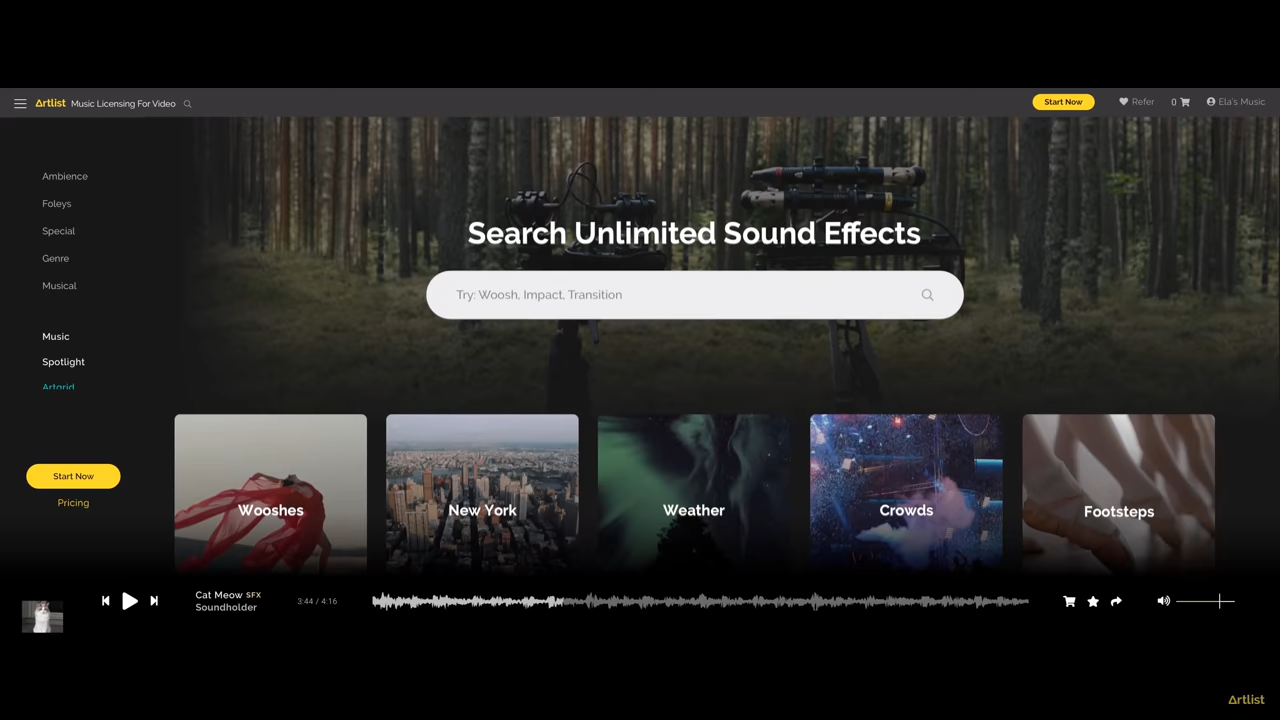 Artlist Music Licensing For Video
Start Now
Refer
0
Ela's Music
Ambience
Foleys
Special
Genre
Musical
Music
Spotlight
Artgrid
Start Now
Pricing
Search Unlimited Sound Effects
Try: Woosh, Impact, Transition
Wooshes
New York
Weather
Crowds
Footsteps
Cat Meow SFX
Soundholder
3:44 / 4:16
Artlist